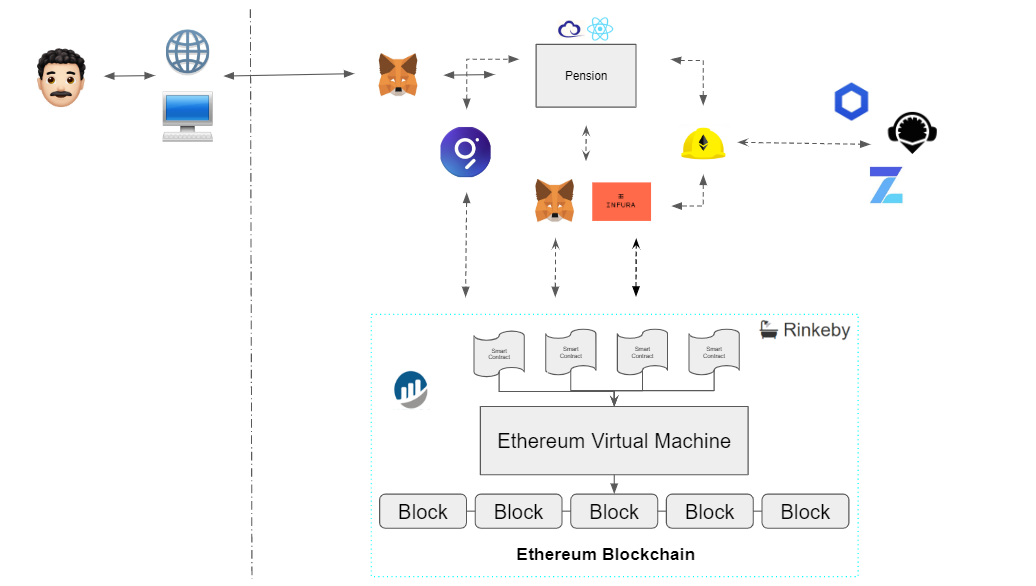 Pension
INFURA
Rinkeby
Smart
Contract
Smart
Contract
Smart
Contract
Smart
Contract
Ethereum Virtual Machine
Block
Block
Block
Block
Block
Ethereum Blockchain